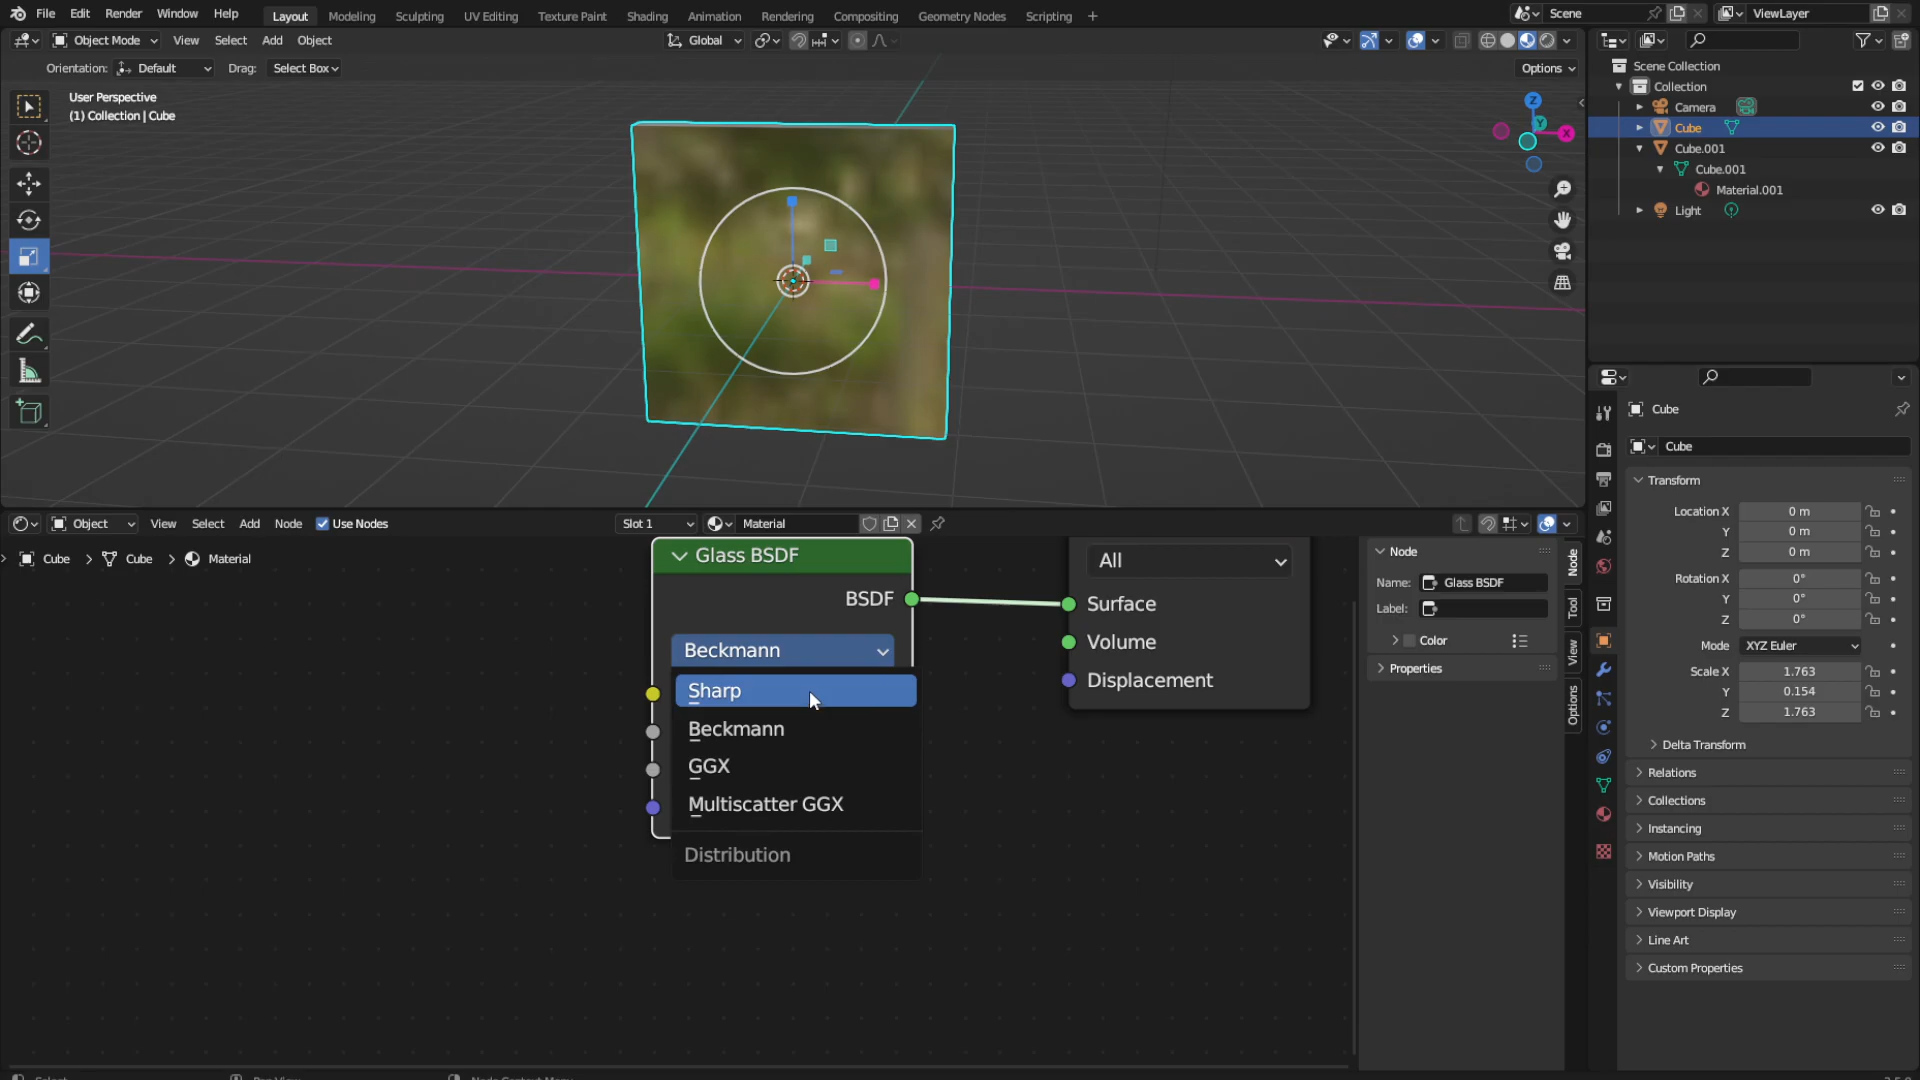 File Edit Render Window Help Layout Modeling Sculpting UV Editing Texture Paint Shading Animation Rendering Compositing Geometry Nodes Scripting + Scene ViewLayer
Object Mode View Select Add Object Global
Orientation: Default Drag: Select Box Options
User Perspective
(1) Collection | Cube
Z
Y
X
Scene Collection
Collection
Camera
Cube
Cube.001
Cube.001
Material.001
Light
Cube
Cube
Transform
Location X 0 m
Y 0 m
Z 0 m
Rotation X 0°
Y 0°
Z 0°
Mode XYZ Euler
Scale X 1.763
Y 0.154
Z 1.763
Delta Transform
Relations
Collections
Instancing
Motion Paths
Visibility
Viewport Display
Line Art
Custom Properties
Object View Select Add Node Use Nodes Slot 1 Material
Cube Cube Material
Glass BSDF
BSDF
Beckmann
Sharp
Beckmann
GGX
Multiscatter GGX
Distribution
All
Surface
Volume
Displacement
Node
Name: Glass BSDF
Label:
Color
Properties
Node
Tool
View
Options